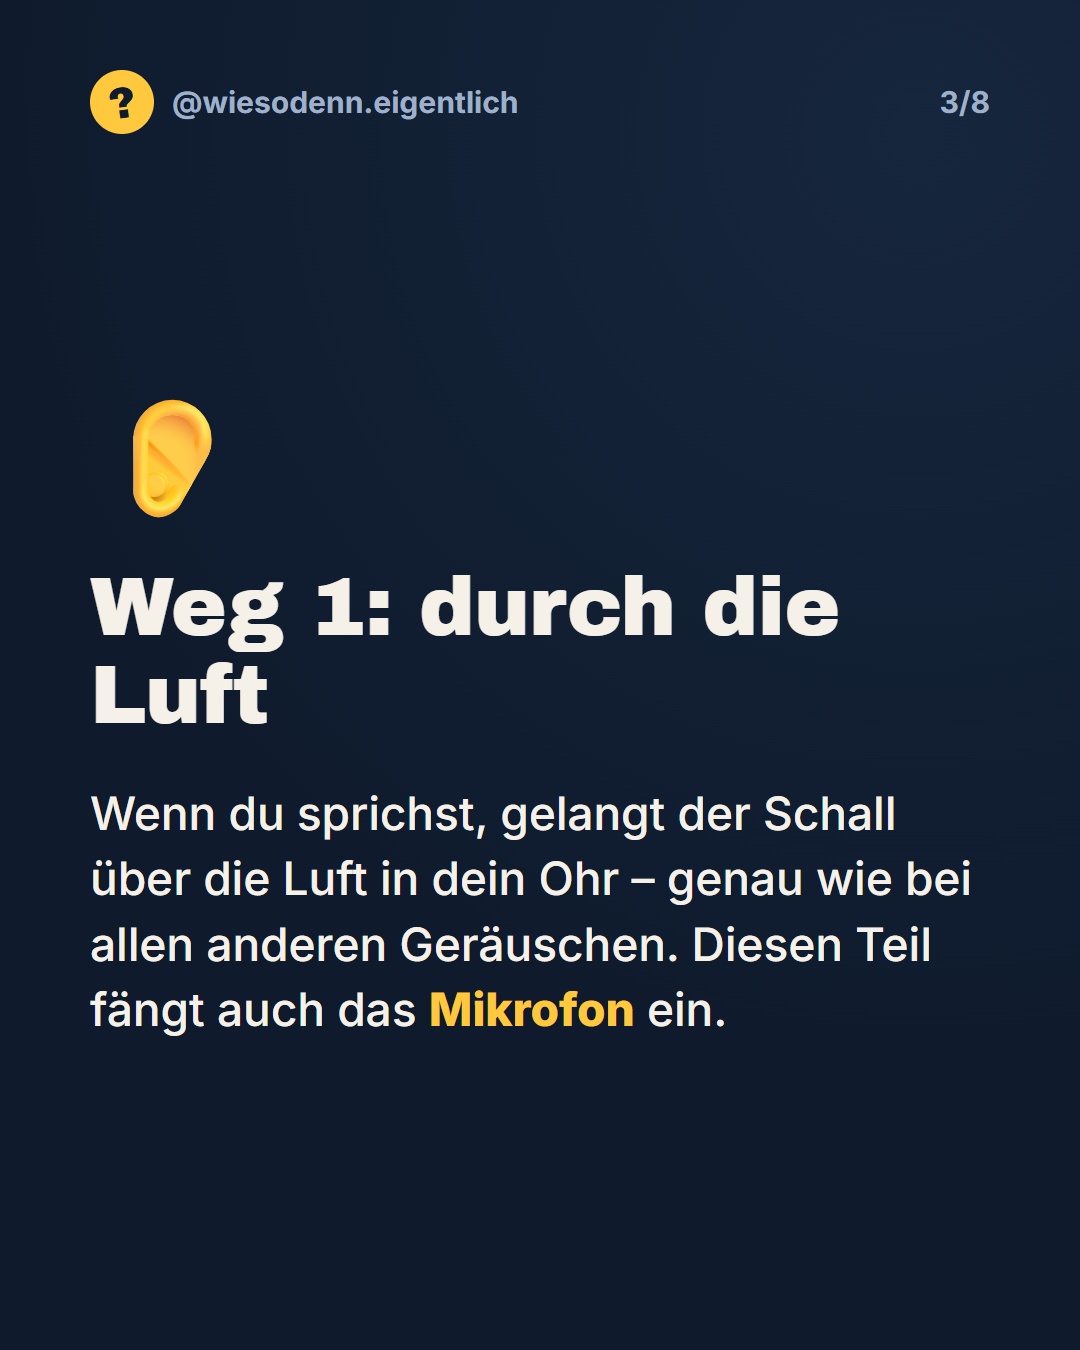 ?
@wiesodenn.eigentlich
3/8
Weg 1: durch die
Luft
Wenn du sprichst, gelangt der Schall
über die Luft in dein Ohr – genau wie bei
allen anderen Geräuschen. Diesen Teil
fängt auch das Mikrofon ein.